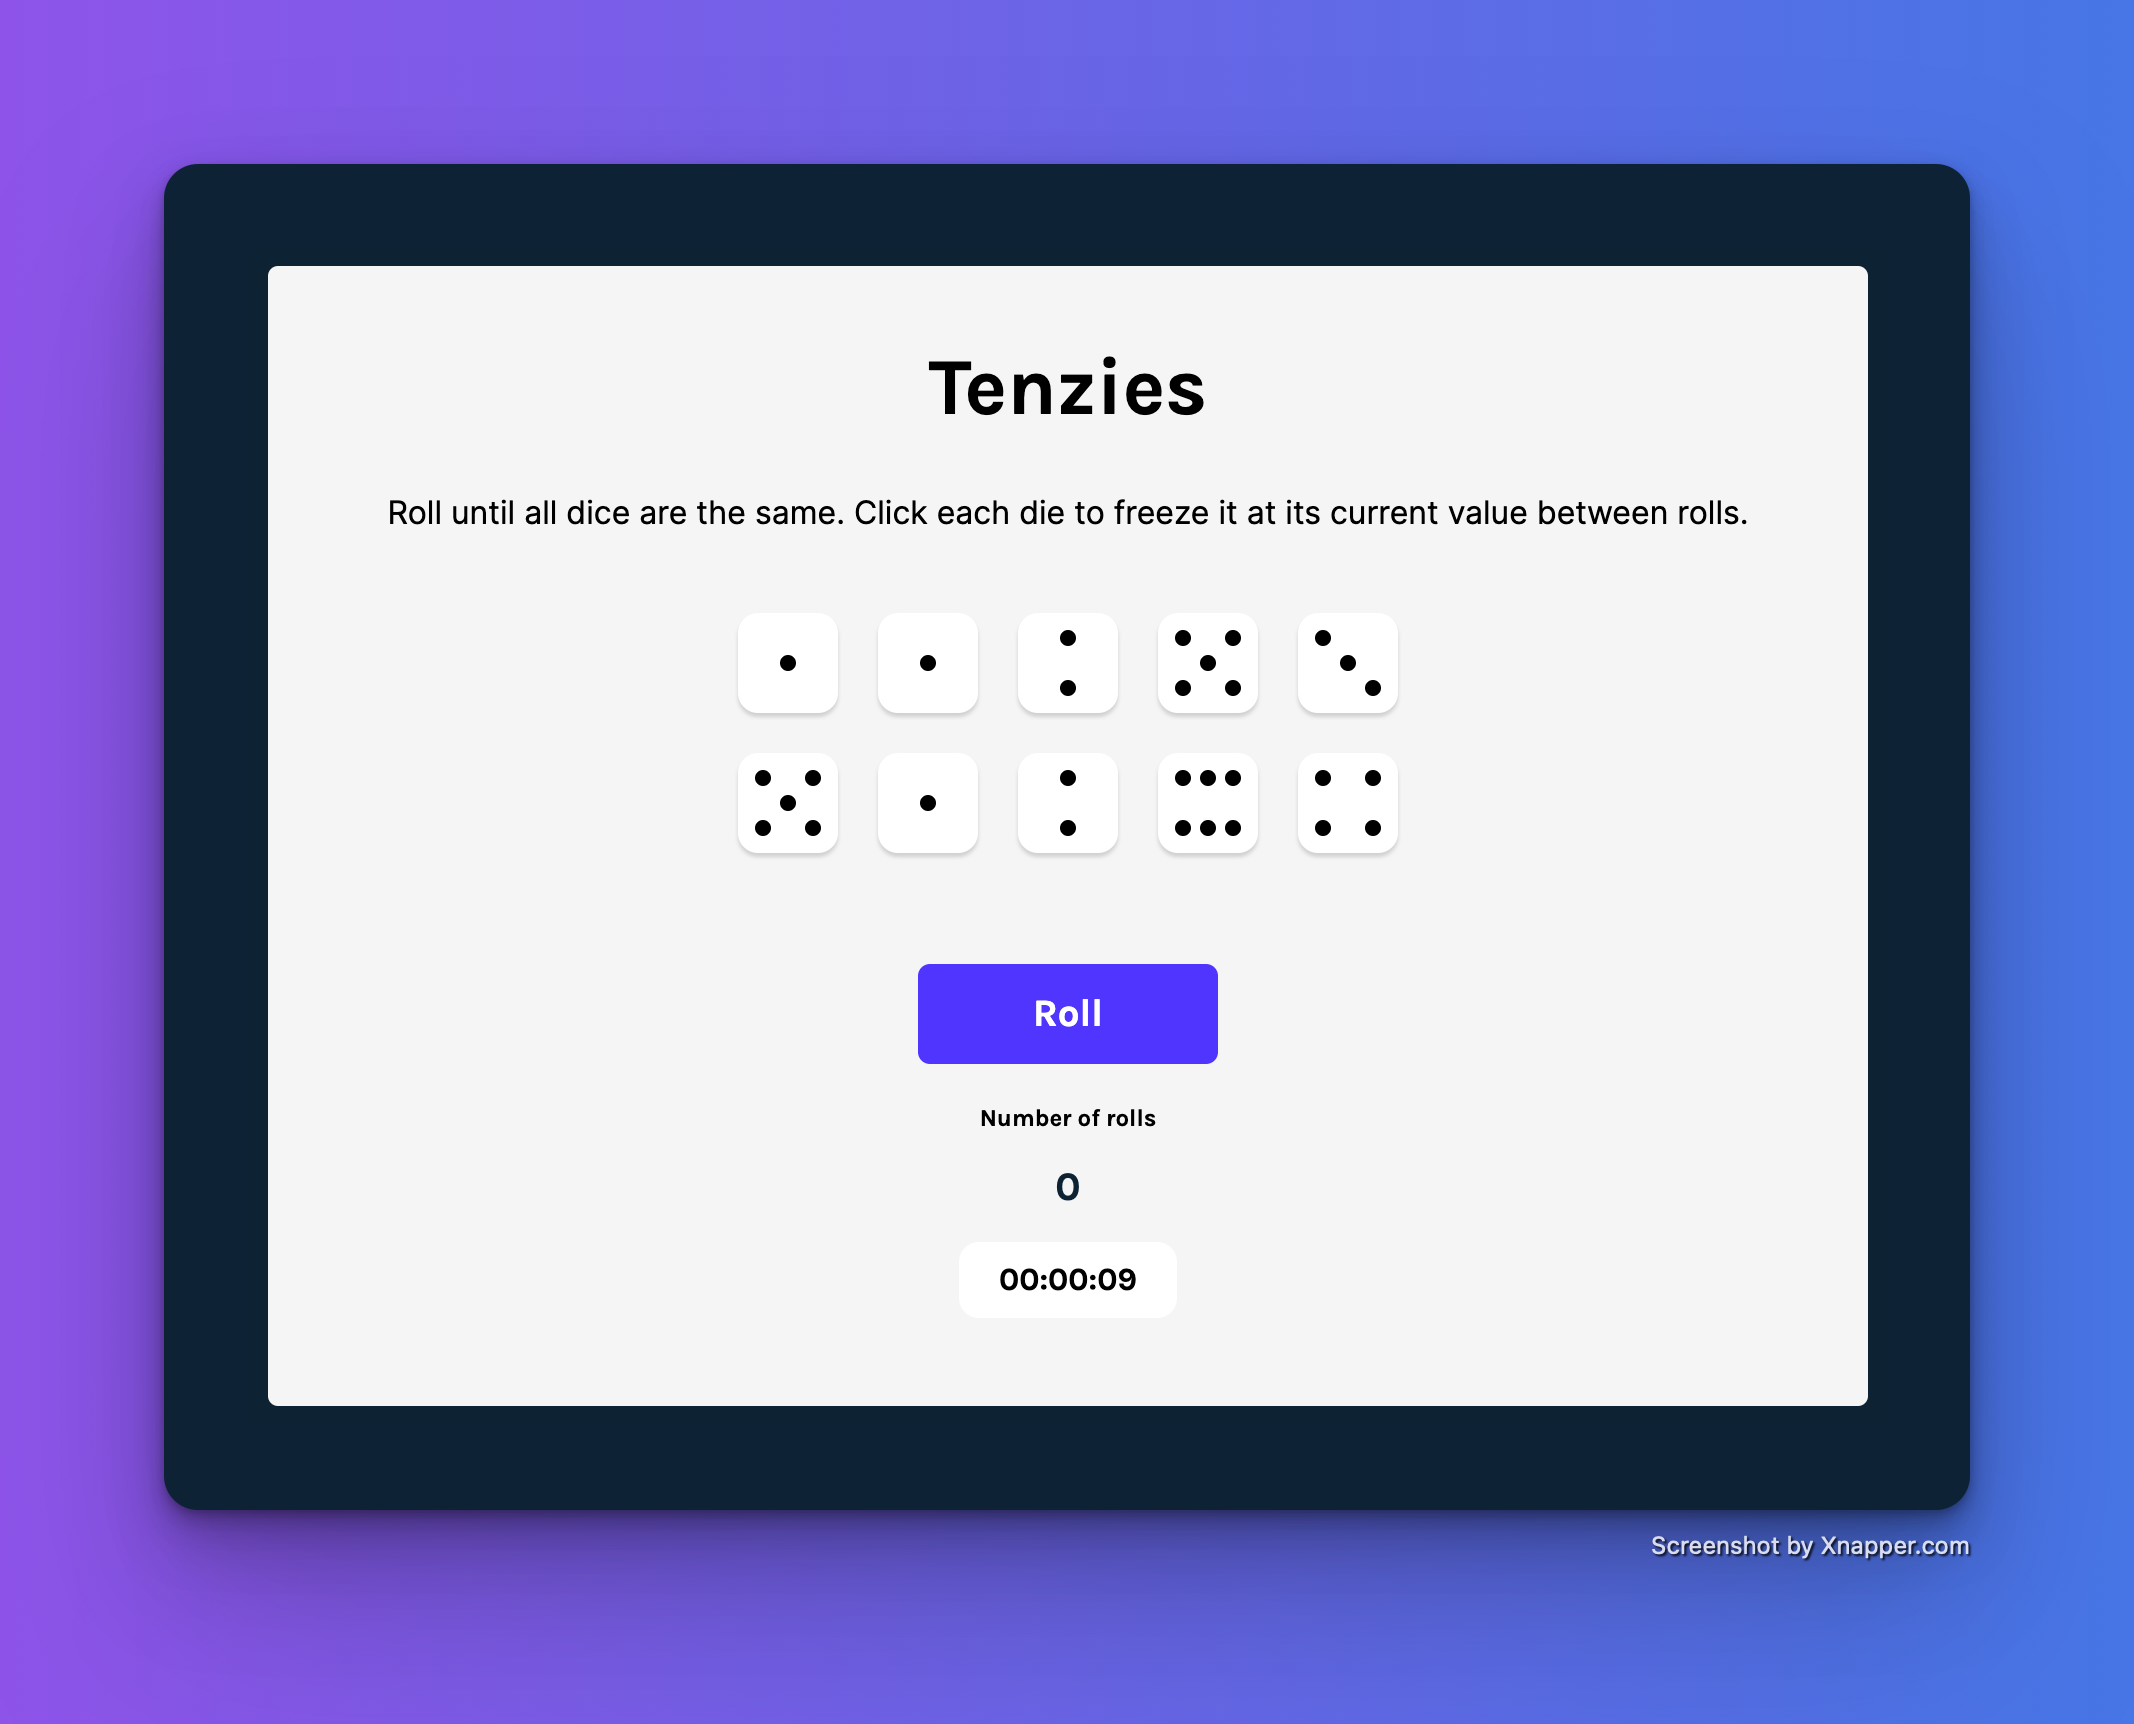 Tenzies
Roll until all dice are the same. Click each die to freeze it at its current value between rolls.
Roll
Number of rolls
0
00:00:09
Screenshot by Xnapper.com